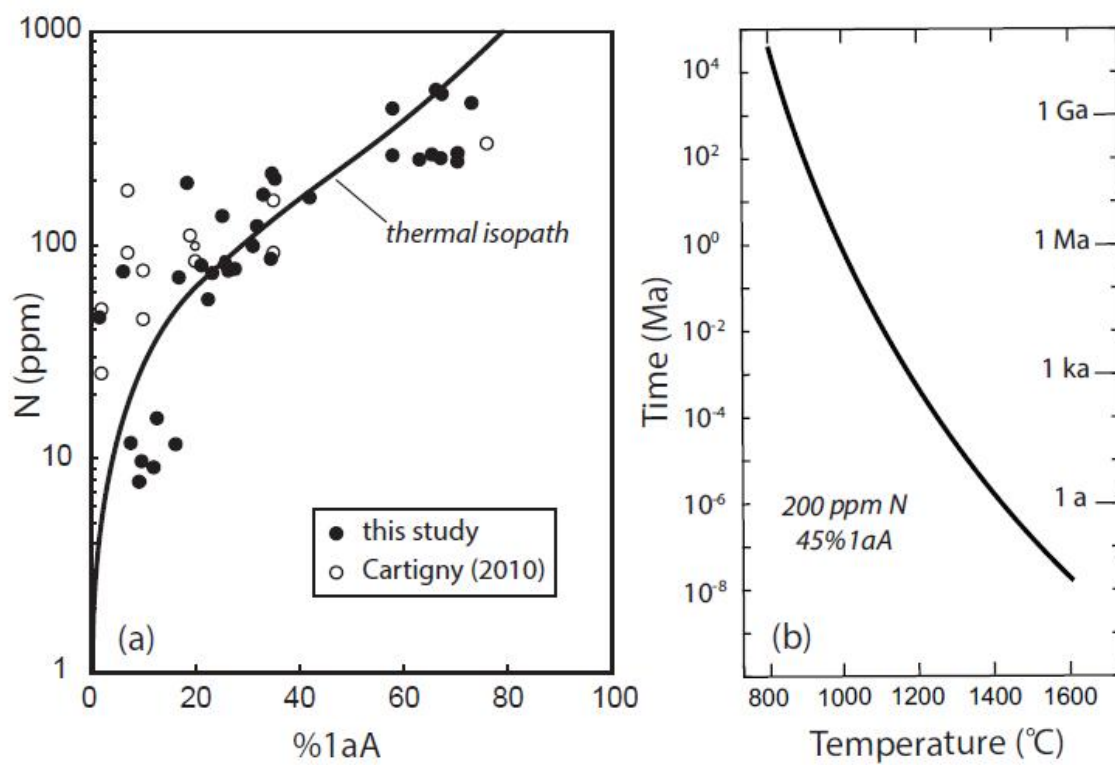 1000
100
10
1
N (ppm)
0 20 40 60 80 100
%1aA
thermal isopath
this study
Cartigny (2010)
(a)
10⁴
10²
10⁰
10⁻²
10⁻⁴
10⁻⁶
10⁻⁸
Time (Ma)
1 Ga
1 Ma
1 ka
1 a
200 ppm N
45%1aA
(b)
800 1000 1200 1400 1600
Temperature (°C)